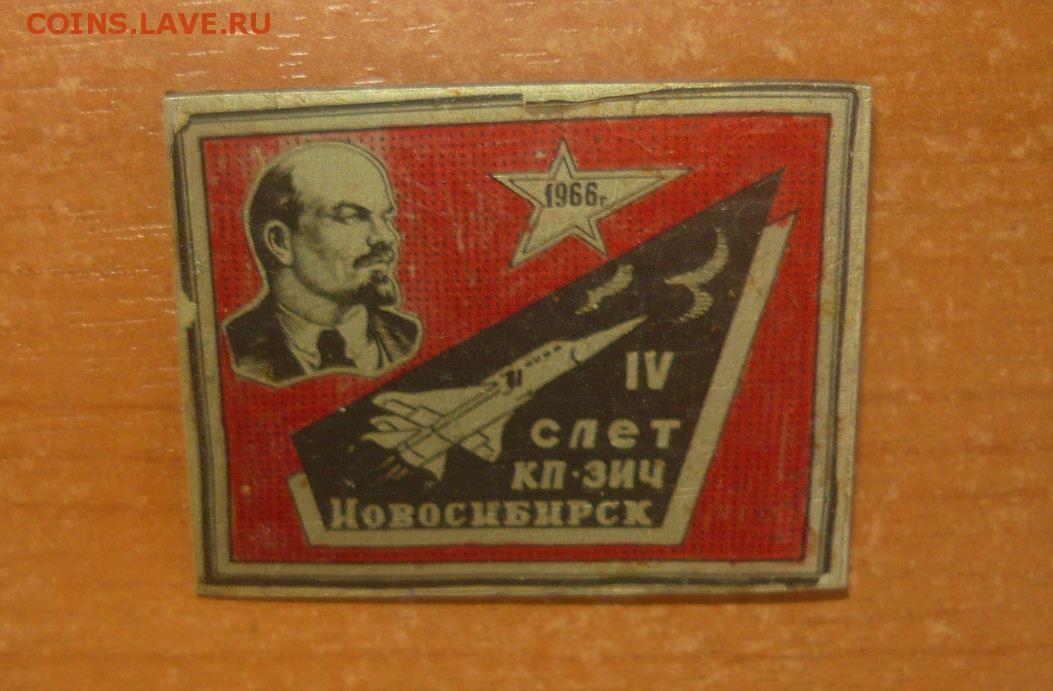 COINS.LAVE.RU
1966г.
IV
слет
КП·ЗИЧ
Новосибирск